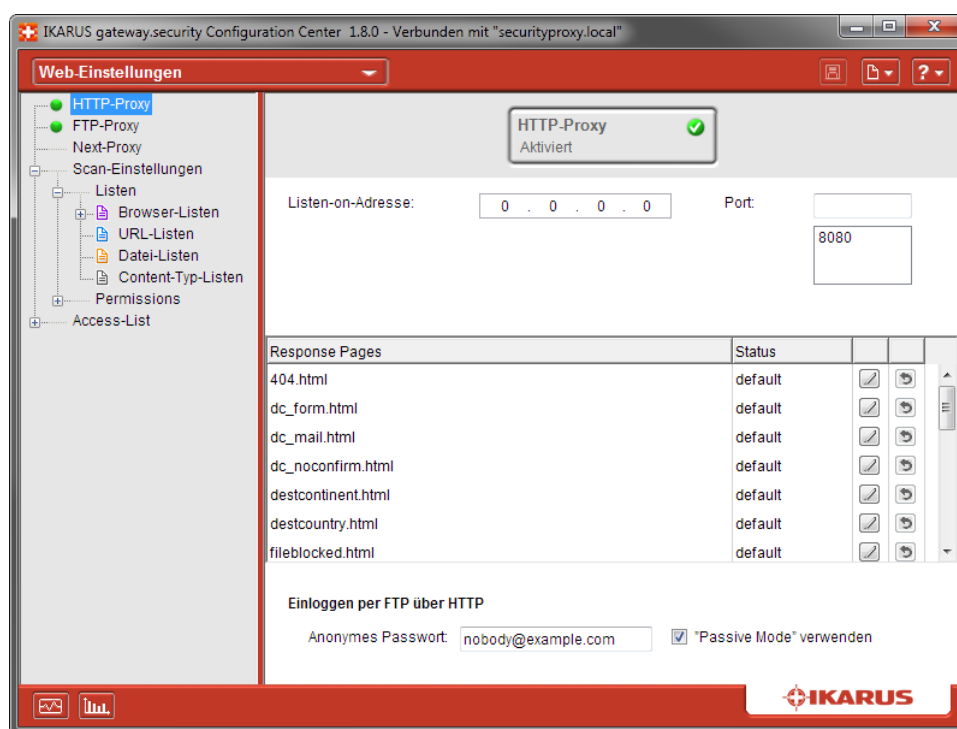 IKARUS gateway.security Configuration Center 1.8.0 - Verbunden mit "securityproxy.local"
Web-Einstellungen
?
HTTP-Proxy
FTP-Proxy
Next-Proxy
Scan-Einstellungen
Listen
Browser-Listen
URL-Listen
Datei-Listen
Content-Typ-Listen
Permissions
Access-List
HTTP-Proxy
Aktiviert
Listen-on-Adresse: 0 . 0 . 0 . 0 Port:
8080
Response Pages Status
404.html default
dc_form.html default
dc_mail.html default
dc_noconfirm.html default
destcontinent.html default
destcountry.html default
fileblocked.html default
Einloggen per FTP über HTTP
Anonymes Passwort: nobody@example.com "Passive Mode" verwenden
IKARUS